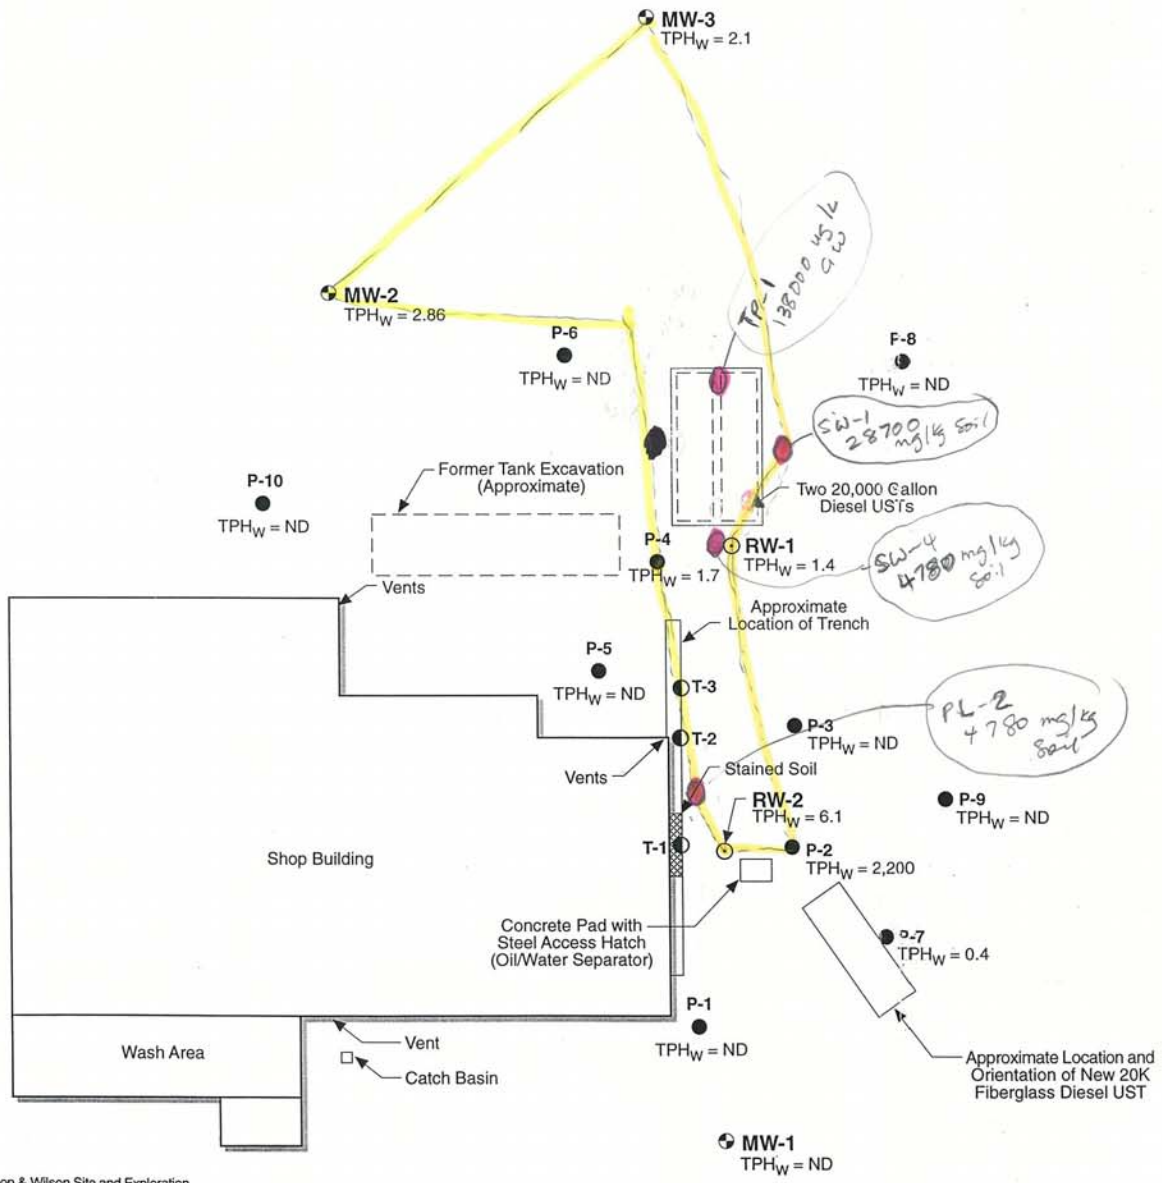 MW-3
TPHW = 2.1
TP-1
138000 ug/L
GW
MW-2
TPHW = 2.86
P-6
TPHW = ND
P-8
TPHW = ND
SW-1
28700
mg/kg Soil
Former Tank Excavation
(Approximate)
P-10
TPHW = ND
Two 20,000 Gallon
Diesel USTs
P-4
TPHW = 1.7
RW-1
TPHW = 1.4
SW-4
4780 mg/kg
Soil
Vents
Approximate
Location of Trench
P-5
TPHW = ND
T-3
PL-2
4780 mg/kg
Soil
P-3
TPHW = ND
T-2
Vents
Stained Soil
RW-2
TPHW = 6.1
P-9
TPHW = ND
T-1
P-2
TPHW = 2,200
Shop Building
Concrete Pad with
Steel Access Hatch
(Oil/Water Separator)
P-7
TPHW = 0.4
P-1
TPHW = ND
Wash Area
Vent
Catch Basin
Approximate Location and
Orientation of New 20K
Fiberglass Diesel UST
MW-1
TPHW = ND
& Wilson Site and Exploration